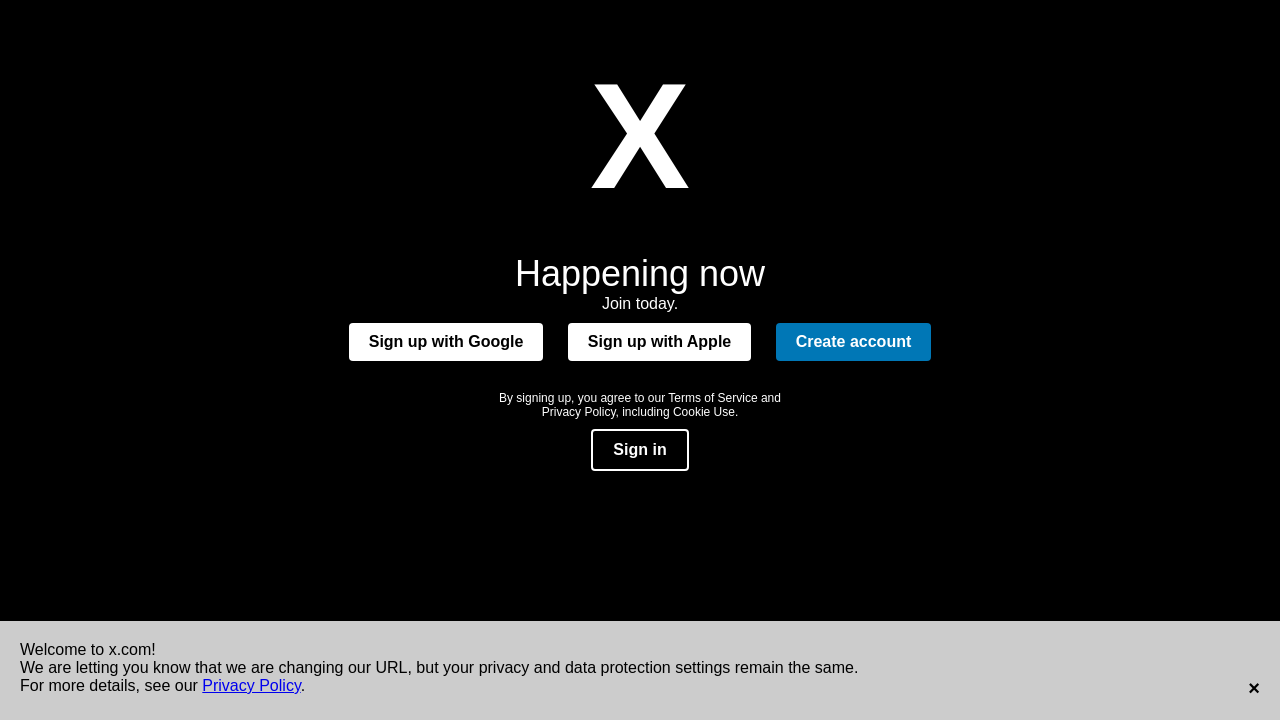 X
Happening now
Join today.
Sign up with Google Sign up with Apple Create account
By signing up, you agree to our Terms of Service and
Privacy Policy, including Cookie Use.
Sign in
Welcome to x.com!
We are letting you know that we are changing our URL, but your privacy and data protection settings remain the same.
For more details, see our Privacy Policy.
×